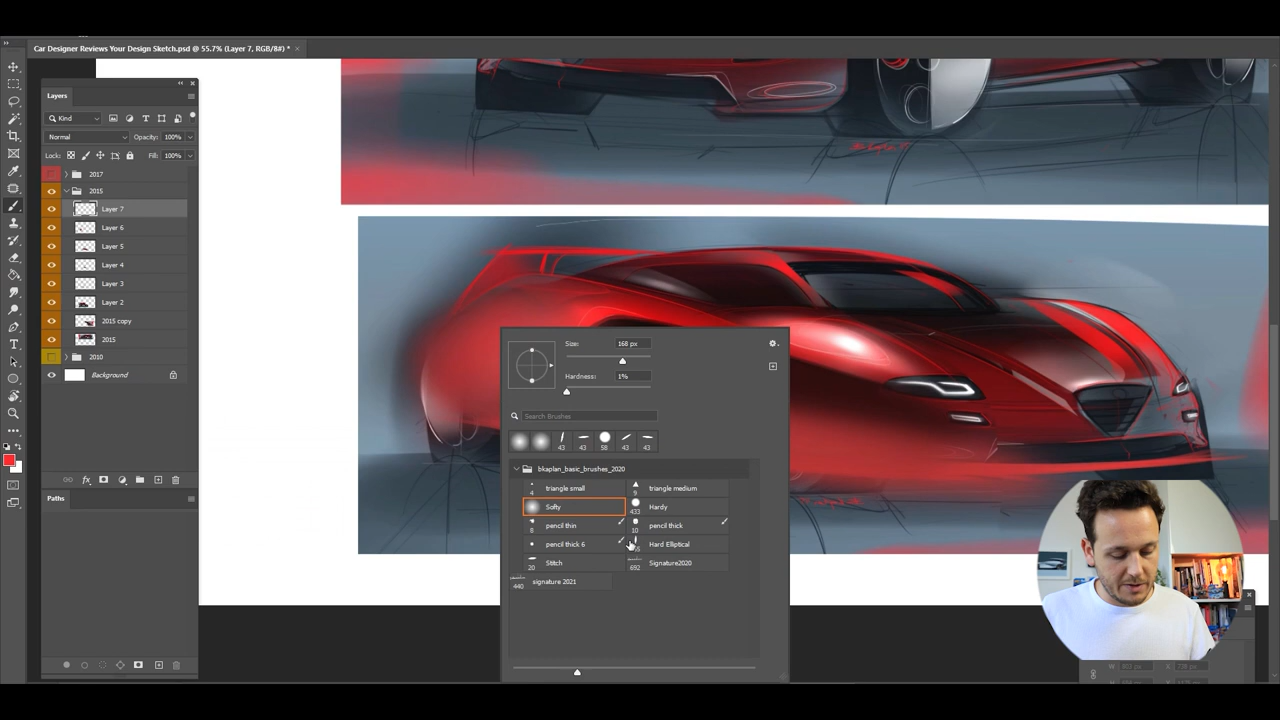 Car Designer Reviews Your Design Sketch.psd @ 55.7% (Layer 7, RGB/8#) *
Layers
Kind
Normal
Opacity: 100%
Lock:
Fill: 100%
2017
2015
Layer 7
Layer 6
Layer 5
Layer 4
Layer 3
Layer 2
2015 copy
2015
2010
Background
Paths
Size:
168 px
Hardness:
1%
Search Brushes
43
43
58
43
43
bkaplan_basic_brushes_2020
4
triangle small
9
triangle medium
Softy
433
Hardy
8
pencil thin
10
pencil thick
pencil thick 6
Hard Elliptical
20
Stitch
692
Signature2020
440
signature 2021